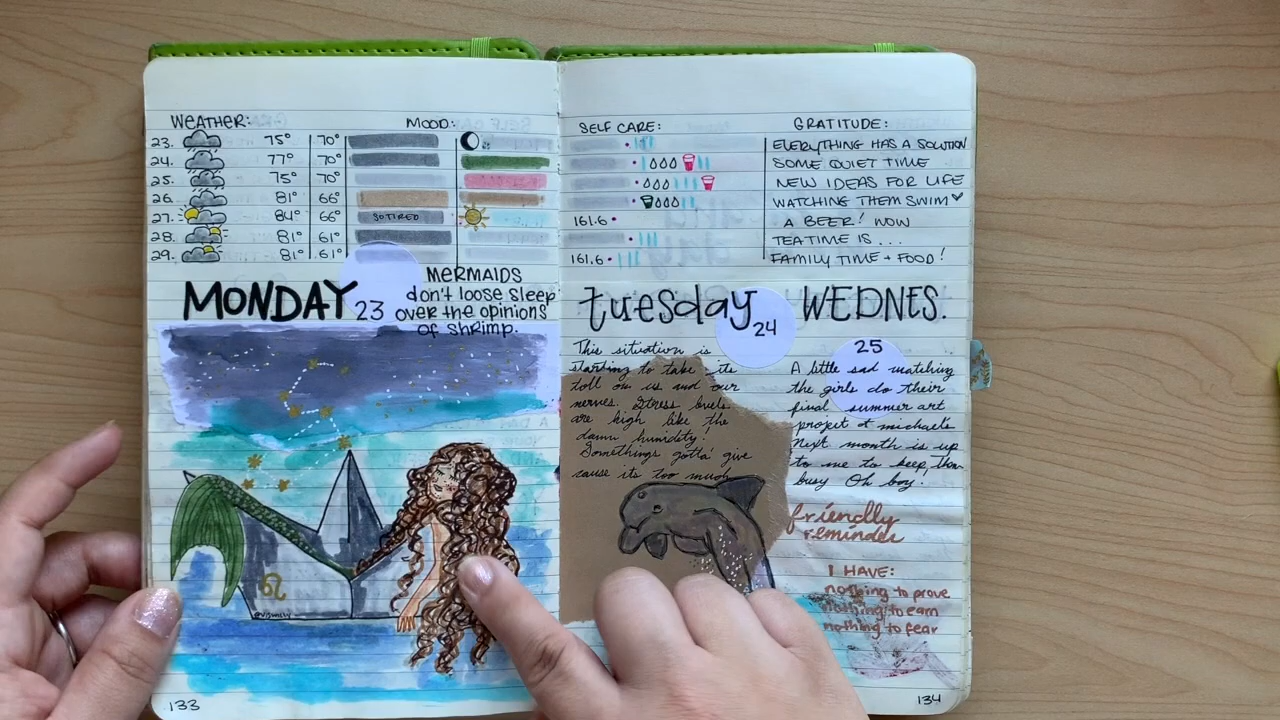 WEATHER:
MOOD:
23. 75° 70°
24. 77° 70°
25. 75° 70°
26. 81° 66°
27. 84° 66° SO TIRED
28. 81° 61°
29. 81° 61°
MONDAY 23
MERMAIDS
don't loose sleep
over the opinions
of shrimp.
133
SELF CARE:
161.6
161.6
GRATITUDE:
EVERYTHING HAS A SOLUTION
SOME QUIET TIME
NEW IDEAS FOR LIFE
WATCHING THEM SWIM
A BEER! WOW
TEA TIME IS...
FAMILY TIME + FOOD!
tuesday 24
This situation is
starting to take its
toll on us and our
nerves. Stress levels
are high like the
damn humidity!
Somethings gotta' give
cause its too much
WEDNES.
25
A little sad watching
the girls do their
final summer art
project @ michaels
Next month is up
to me to keep them
busy Oh boy!
friendly
reminder
I HAVE:
nothing to prove
nothing to earn
nothing to fear
134